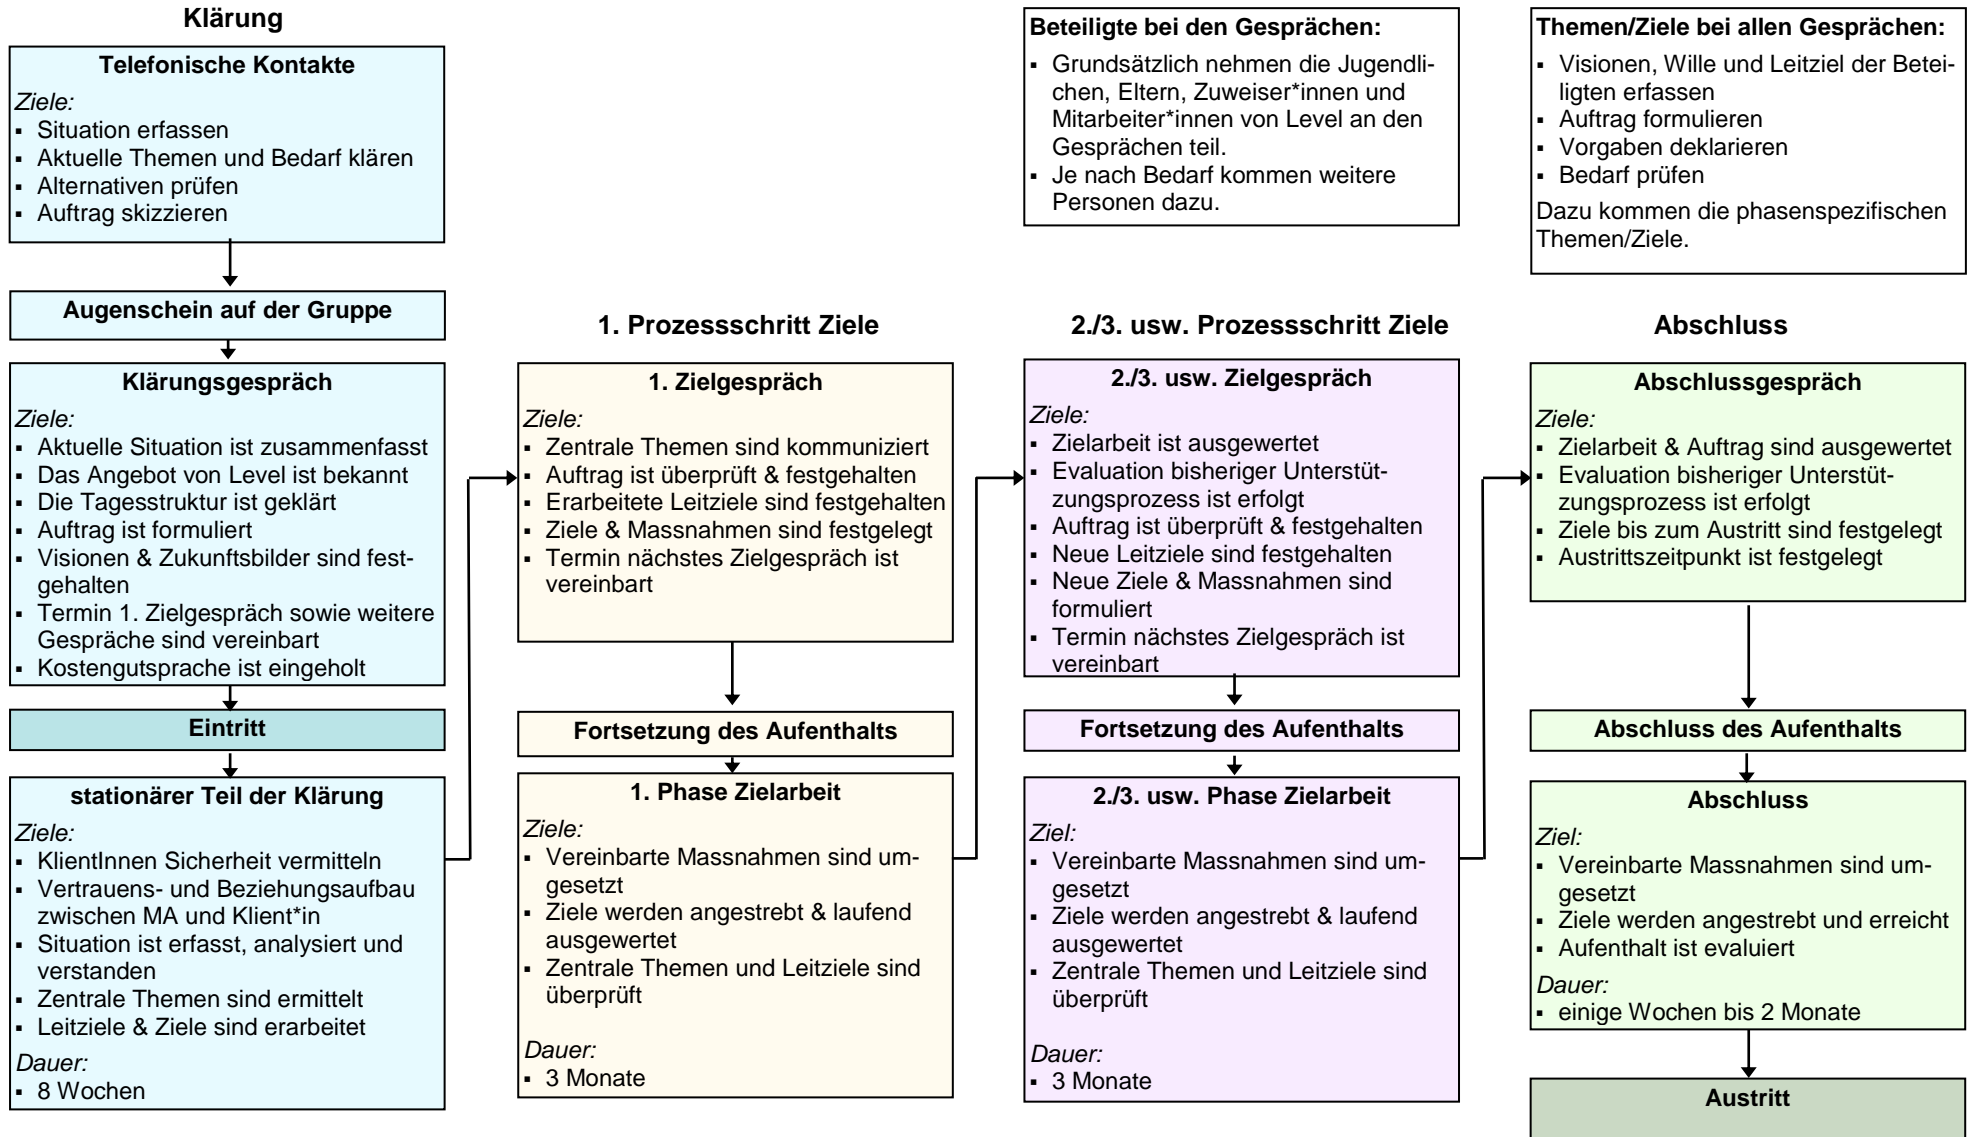 Klärung
Telefonische Kontakte
Ziele:
▪ Situation erfassen
▪ Aktuelle Themen und Bedarf klären
▪ Alternativen prüfen
▪ Auftrag skizzieren
Augenschein auf der Gruppe
Klärungsgespräch
Ziele:
▪ Aktuelle Situation ist zusammenfasst
▪ Das Angebot von Level ist bekannt
▪ Die Tagesstruktur ist geklärt
▪ Auftrag ist formuliert
▪ Visionen & Zukunftsbilder sind fest-
gehalten
▪ Termin 1. Zielgespräch sowie weitere
Gespräche sind vereinbart
▪ Kostengutsprache ist eingeholt
Eintritt
stationärer Teil der Klärung
Ziele:
▪ KlientInnen Sicherheit vermitteln
▪ Vertrauens- und Beziehungsaufbau
zwischen MA und Klient*in
▪ Situation ist erfasst, analysiert und
verstanden
▪ Zentrale Themen sind ermittelt
▪ Leitziele & Ziele sind erarbeitet
Dauer:
▪ 8 Wochen
1. Prozessschritt Ziele
1. Zielgespräch
Ziele:
▪ Zentrale Themen sind kommuniziert
▪ Auftrag ist überprüft & festgehalten
▪ Erarbeitete Leitziele sind festgehalten
▪ Ziele & Massnahmen sind festgelegt
▪ Termin nächstes Zielgespräch ist
vereinbart
Fortsetzung des Aufenthalts
1. Phase Zielarbeit
Ziele:
▪ Vereinbarte Massnahmen sind um-
gesetzt
▪ Ziele werden angestrebt & laufend
ausgewertet
▪ Zentrale Themen und Leitziele sind
überprüft
Dauer:
▪ 3 Monate
Beteiligte bei den Gesprächen:
▪ Grundsätzlich nehmen die Jugendli-
chen, Eltern, Zuweiser*innen und
Mitarbeiter*innen von Level an den
Gesprächen teil.
▪ Je nach Bedarf kommen weitere
Personen dazu.
2./3. usw. Prozessschritt Ziele
2./3. usw. Zielgespräch
Ziele:
▪ Zielarbeit ist ausgewertet
▪ Evaluation bisheriger Unterstüt-
zungsprozess ist erfolgt
▪ Auftrag ist überprüft & festgehalten
▪ Neue Leitziele sind festgehalten
▪ Neue Ziele & Massnahmen sind
formuliert
▪ Termin nächstes Zielgespräch ist
vereinbart
Fortsetzung des Aufenthalts
2./3. usw. Phase Zielarbeit
Ziel:
▪ Vereinbarte Massnahmen sind um-
gesetzt
▪ Ziele werden angestrebt & laufend
ausgewertet
▪ Zentrale Themen und Leitziele sind
überprüft
Dauer:
▪ 3 Monate
Themen/Ziele bei allen Gesprächen:
▪ Visionen, Wille und Leitziel der Betei-
ligten erfassen
▪ Auftrag formulieren
▪ Vorgaben deklarieren
▪ Bedarf prüfen
Dazu kommen die phasenspezifischen
Themen/Ziele.
Abschluss
Abschlussgespräch
Ziele:
▪ Zielarbeit & Auftrag sind ausgewertet
▪ Evaluation bisheriger Unterstüt-
zungsprozess ist erfolgt
▪ Ziele bis zum Austritt sind festgelegt
▪ Austrittszeitpunkt ist festgelegt
Abschluss des Aufenthalts
Abschluss
Ziel:
▪ Vereinbarte Massnahmen sind um-
gesetzt
▪ Ziele werden angestrebt und erreicht
▪ Aufenthalt ist evaluiert
Dauer:
▪ einige Wochen bis 2 Monate
Austritt